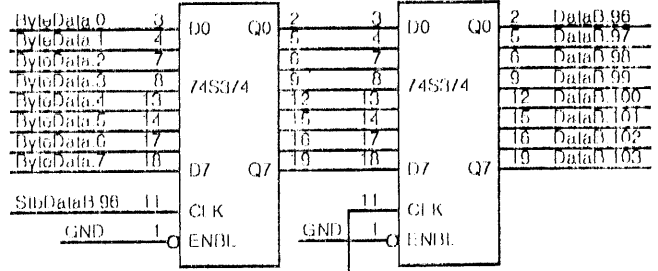 ByteData.0 3 D0 Q0 2 3 D0 Q0 2 DataB.96
ByteData.1 4 5 4 5 DataB.97
ByteData.2 7 6 7 6 DataB.98
ByteData.3 8 74S374 9 8 74S374 9 DataB.99
ByteData.4 13 12 13 12 DataB.100
ByteData.5 14 15 14 15 DataB.101
ByteData.6 17 16 17 16 DataB.102
ByteData.7 18 D7 Q7 19 18 D7 Q7 19 DataB.103
StbDataB.96 11 CLK 11 CLK
GND 1 ENBL GND 1 ENBL